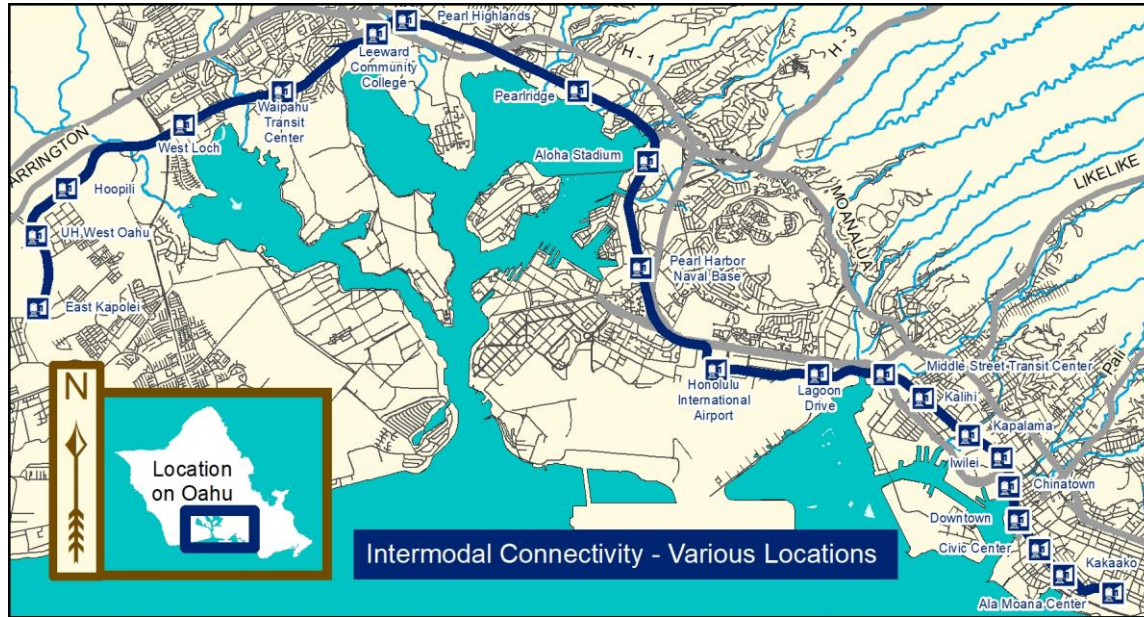 Pearl Highlands
H - 3
H - 1
Leeward
Community
College
Pearlridge
Waipahu
Transit
Center
ARRINGTON
West Loch
Aloha Stadium
LIKELIKE
Hoopili
MOANALUA
UH West Oahu
Pearl Harbor
Naval Base
East Kapolei
Pali
Middle Street Transit Center
Honolulu
International
Airport
Lagoon
Drive
Kalihi
N
Kapalama
Location
on Oahu
Iwilei
Chinatown
Downtown
Intermodal Connectivity - Various Locations
Civic Center
Kakaako
Ala Moana Center